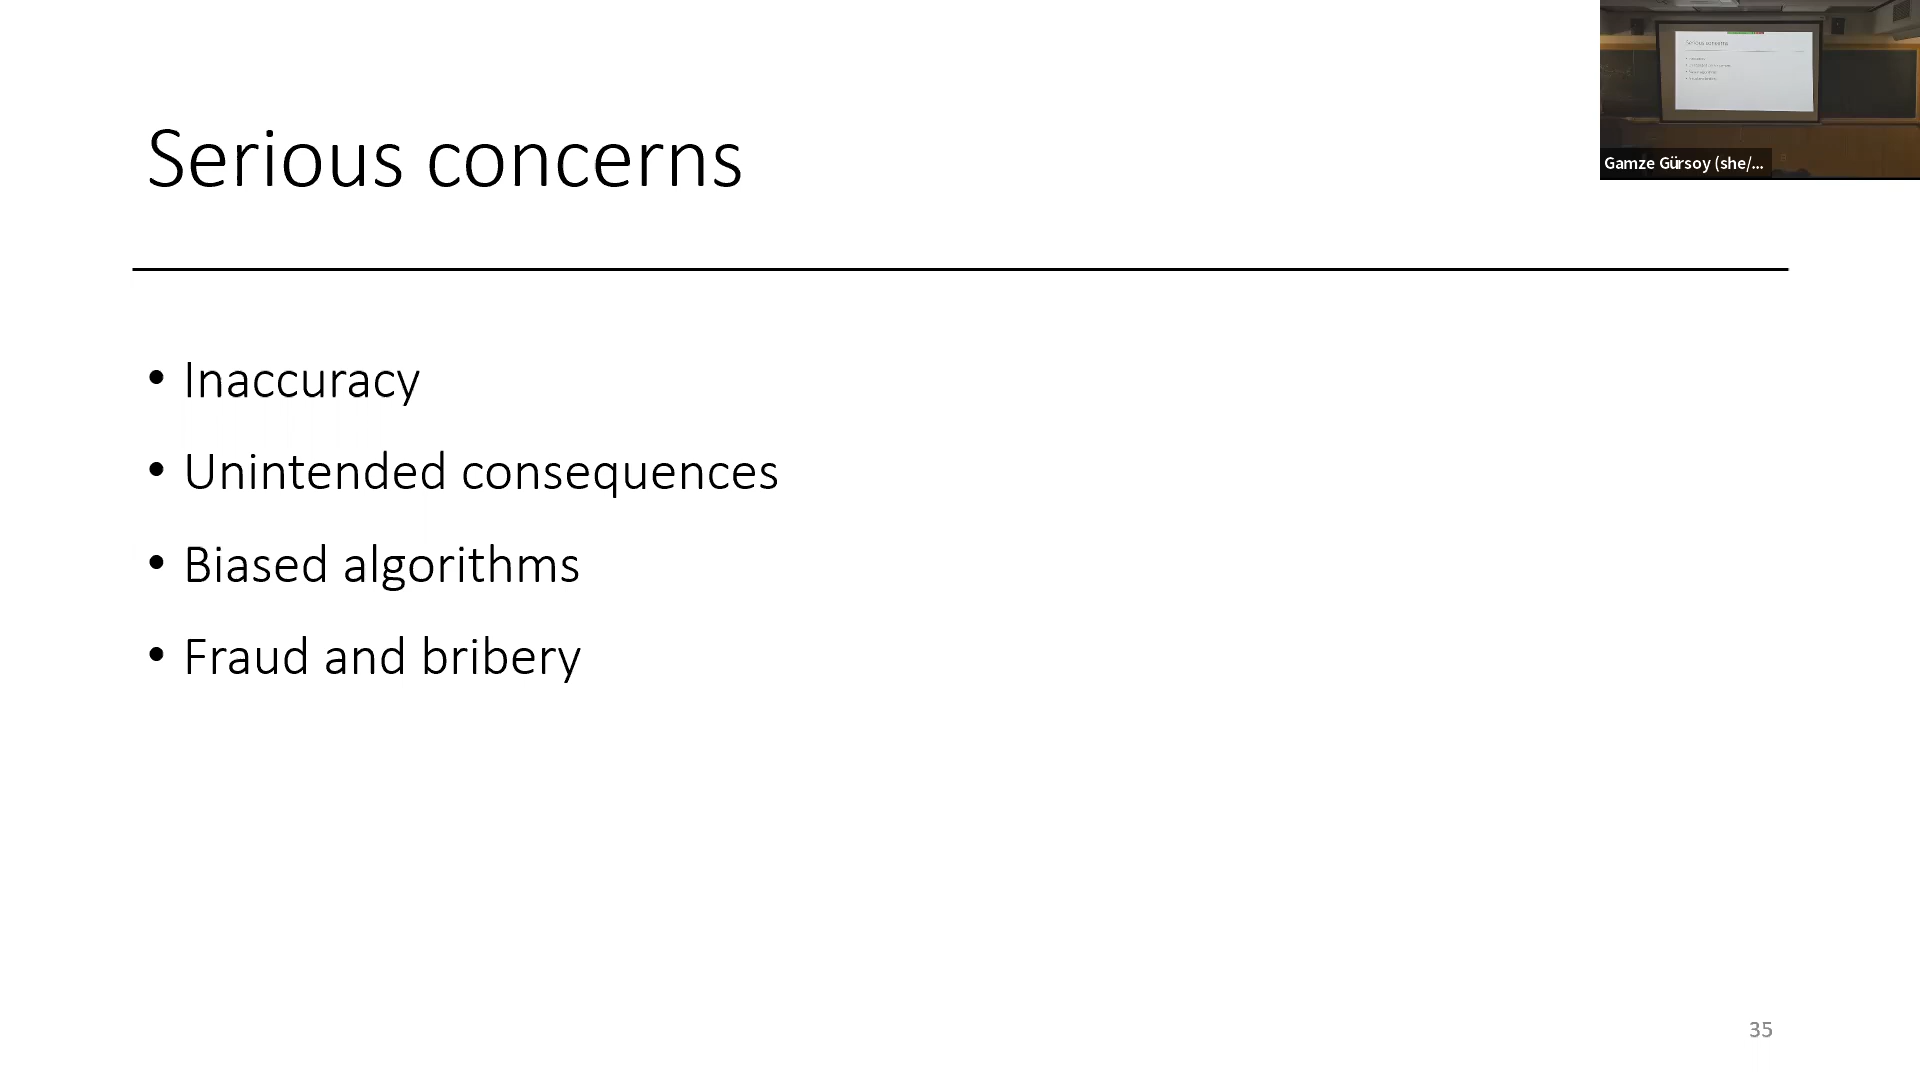 Serious concerns
Gamze Gürsoy (she/...
• Inaccuracy
• Unintended consequences
• Biased algorithms
• Fraud and bribery
35